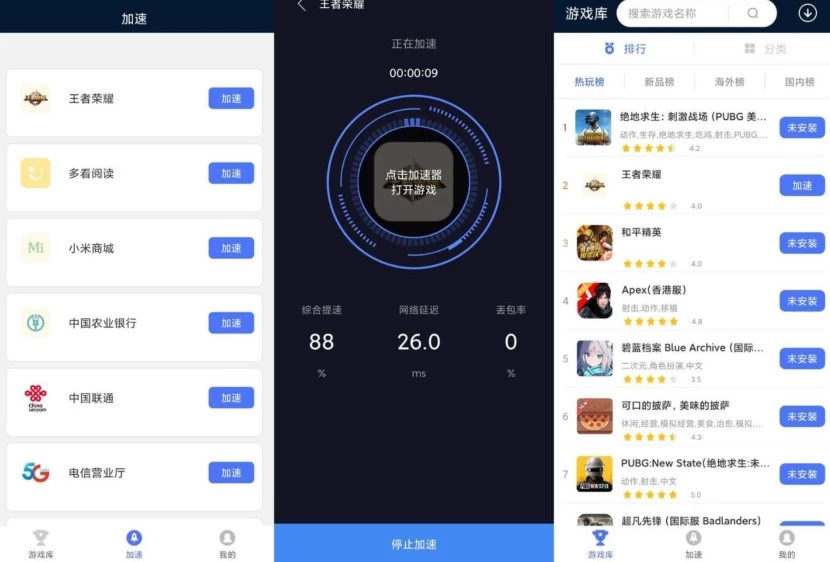 加速
王者荣耀
加速
多看阅读
加速
Mi
小米商城
加速
中国农业银行
加速
China
unicom
中国联通
加速
5G
电信营业厅
加速
游戏库
加速
我的
王者荣耀
正在加速
00:00:09
点击加速器
打开游戏
综合提速
网络延迟
丢包率
88
26.0
0
%
ms
%
停止加速
游戏库
搜索游戏名称
排行
分类
热玩榜
新品榜
海外榜
国内榜
1
绝地求生：刺激战场（PUBG 美...
动作,生存,绝地求生,吃鸡,射击,PUBG,...
4.2
未安装
2
王者荣耀
4.0
加速
3
和平精英
4.0
未安装
4
Apex(香港服)
射击,动作,移植
4.8
未安装
5
碧蓝档案 Blue Archive (国际...
二次元,角色扮演,中文
3.5
未安装
6
可口的披萨，美味的披萨
休闲,经营,模拟经营,美食,治愈,模拟,...
4.3
未安装
7
PUBG:New State(绝地求生:未...
动作,射击,中文
5.0
未安装
超凡先锋 (国际服 Badlanders)
游戏库
加速
我的